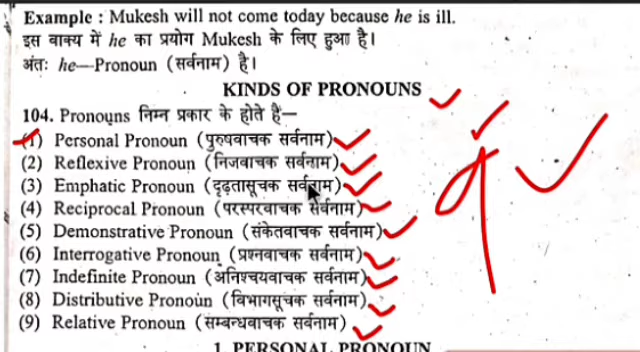 Example : Mukesh will not come today because he is ill.
इस वाक्य में he का प्रयोग Mukesh के लिए हुआ है।
अंतः he—Pronoun (सर्वनाम) है।
KINDS OF PRONOUNS
104. Pronouns निम्न प्रकार के होते हैं—
(1) Personal Pronoun (पुरुषवाचक सर्वनाम)
(2) Reflexive Pronoun (निजवाचक सर्वनाम)
(3) Emphatic Pronoun (दृढ़तासूचक सर्वनाम)
(4) Reciprocal Pronoun (परस्परवाचक सर्वनाम)
(5) Demonstrative Pronoun (संकेतवाचक सर्वनाम)
(6) Interrogative Pronoun (प्रश्नवाचक सर्वनाम)
(7) Indefinite Pronoun (अनिश्चयवाचक सर्वनाम)
(8) Distributive Pronoun (विभागसूचक सर्वनाम)
(9) Relative Pronoun (सम्बन्धवाचक सर्वनाम)
1. PERSONAL PRONOUN